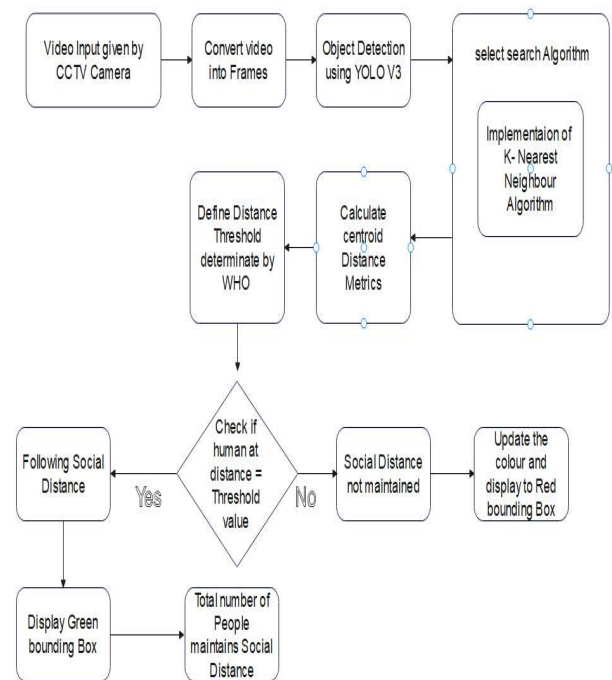 Video Input given by
CCTV Camera
Convert video
into Frames
Object Detection
using YOLO V3
select search Algorithm
Implementaion of
K- Nearest
Neighbour
Algorithm
Calculate
centroid
Distance
Metrics
Define Distance
Threshold
determinate by
WHO
Check if
human at
distance =
Threshold
value
Yes
No
Following Social
Distance
Social Distance
not maintained
Update the
colour and
display to Red
bounding Box
Display Green
bounding Box
Total number of
People
maintains Social
Distance